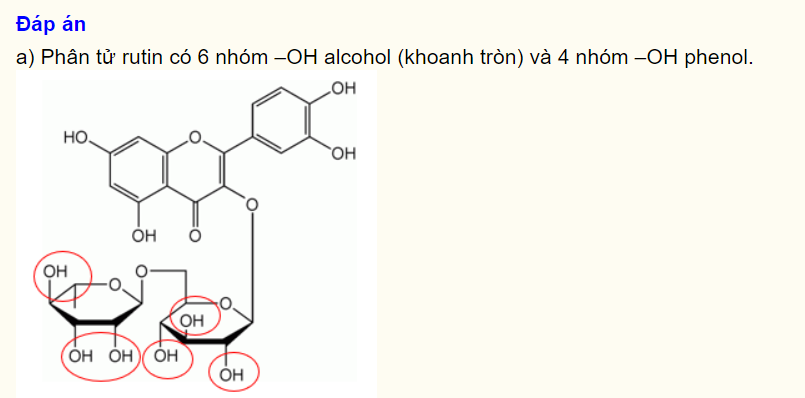 Đáp án
a) Phân tử rutin có 6 nhóm –OH alcohol (khoanh tròn) và 4 nhóm –OH phenol.
OH
HO
O
OH
O
OH
O
OH
O
O
O
O
OH
OH
OH
OH
OH
OH